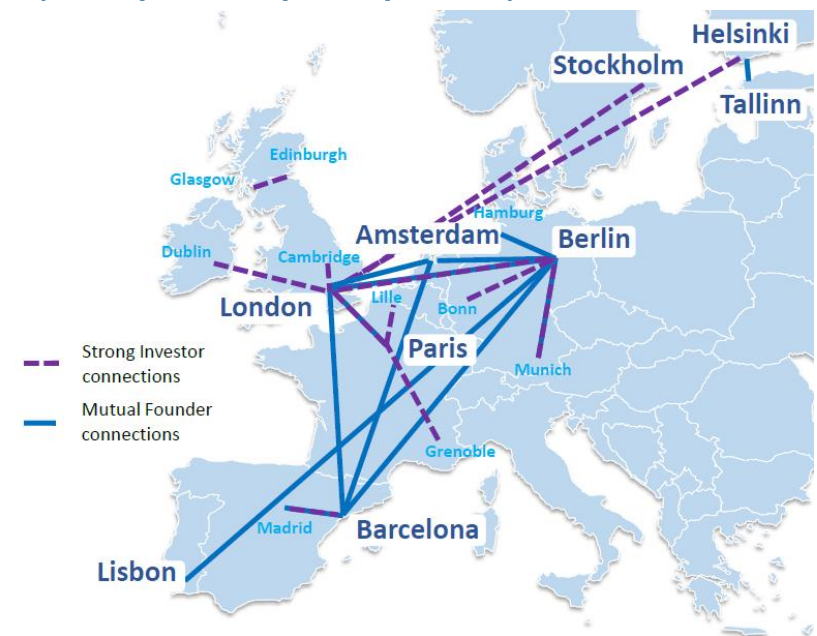 Helsinki
Stockholm
Tallinn
Edinburgh
Glasgow
Hamburg
Amsterdam
Berlin
Dublin
Cambridge
London
Lille
Bonn
Paris
Strong Investor
connections
Munich
Mutual Founder
connections
Grenoble
Madrid
Barcelona
Lisbon